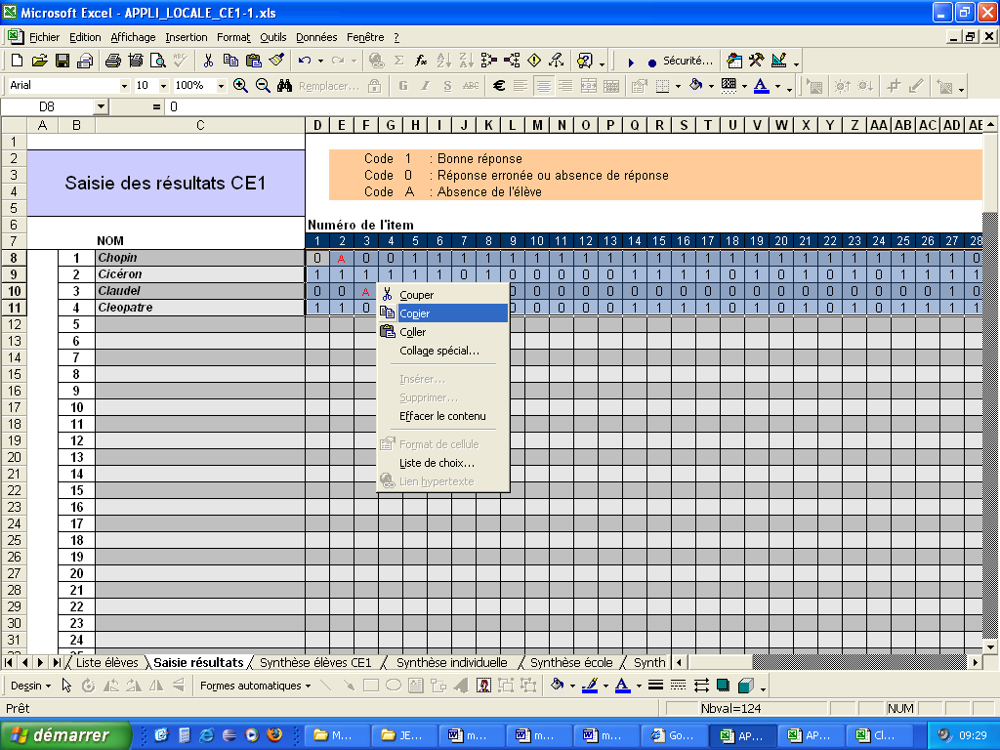 Microsoft Excel - APPLI_LOCALE_CE1-1.xls
Fichier Edition Affichage Insertion Format Outils Données Fenêtre ?
Sécurité...
Arial 10 100% Remplacer... G I S ABC €
D8 = 0
A B C D E F G H I J K L M N O P Q R S T U V W X Y Z AA AB AC AD AE
1
2 Code 1 : Bonne réponse
3 Saisie des résultats CE1 Code 0 : Réponse erronée ou absence de réponse
4 Code A : Absence de l'élève
5
6 Numéro de l'item
7 NOM 1 2 3 4 5 6 7 8 9 10 11 12 13 14 15 16 17 18 19 20 21 22 23 24 25 26 27 28
8 1 Chopin 0 A 0 0 1 1 1 1 1 1 1 1 1 1 1 1 1 1 1 1 1 1 1 1 1 1 1 0
9 2 Cicéron 1 1 1 1 1 1 0 1 0 0 0 0 0 1 1 1 1 0 0 1 1 1 0 1 0 1 1 1
10 3 Claudel 0 0 A 0 0 0 0 0 0 0 0 0 0 0 0 0 0 0 0 0 1 0
11 4 Cleopatre 1 1 0 0 0 0 0 0 1 1 1 0 0 0 1 1 1 0 1 0 1 1 1
12 5
13 6
14 7
15 8
16 9
17 10
18 11
19 12
20 13
21 14
22 15
23 16
24 17
25 18
26 19
27 20
28 21
29 22
30 23
31 24
Couper
Copier
Coller
Collage spécial...
Insérer...
Supprimer...
Effacer le contenu
Format de cellule
Liste de choix...
Lien hypertexte
Liste élèves Saisie résultats Synthèse élèves CE1 Synthèse individuelle Synthèse école Synth
Dessin Formes automatiques
Prêt Nbval=124 NUM
démarrer M... JE... m... m... m... Go... AP... AP... Cl... 09:29